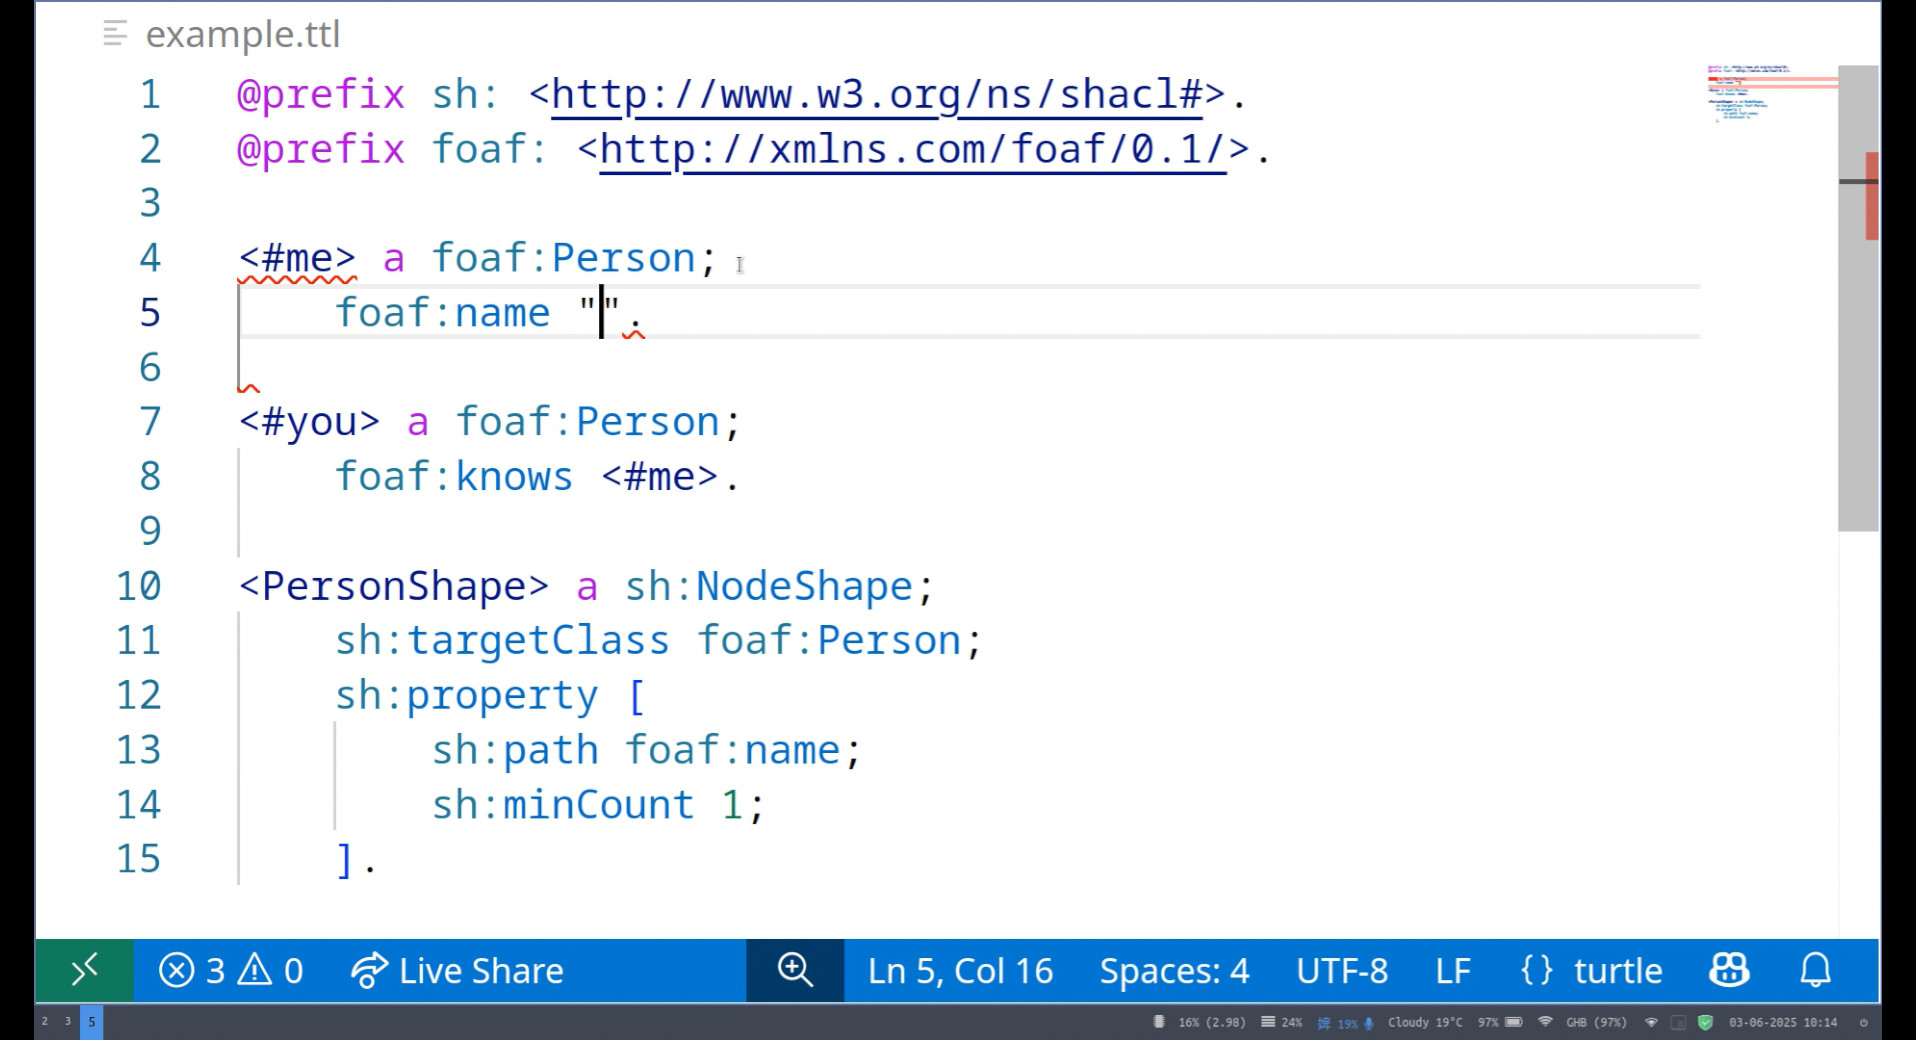 example.ttl
1 @prefix sh: <http://www.w3.org/ns/shacl#>.
2 @prefix foaf: <http://xmlns.com/foaf/0.1/>.
3
4 <#me> a foaf:Person;
5     foaf:name "".
6
7 <#you> a foaf:Person;
8     foaf:knows <#me>.
9
10 <PersonShape> a sh:NodeShape;
11     sh:targetClass foaf:Person;
12     sh:property [
13         sh:path foaf:name;
14         sh:minCount 1;
15     ].
3 0 Live Share Ln 5, Col 16 Spaces: 4 UTF-8 LF {} turtle
2 3 5 16% (2.98) 24% 19% Cloudy 19°C 97% GHB (97%) 03-06-2025 10:14